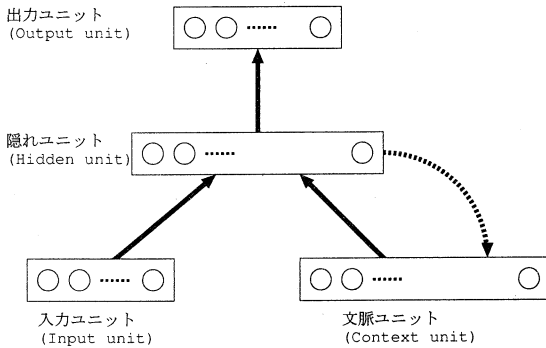 出力ユニット
(Output unit)
隠れユニット
(Hidden unit)
入力ユニット
(Input unit)
文脈ユニット
(Context unit)